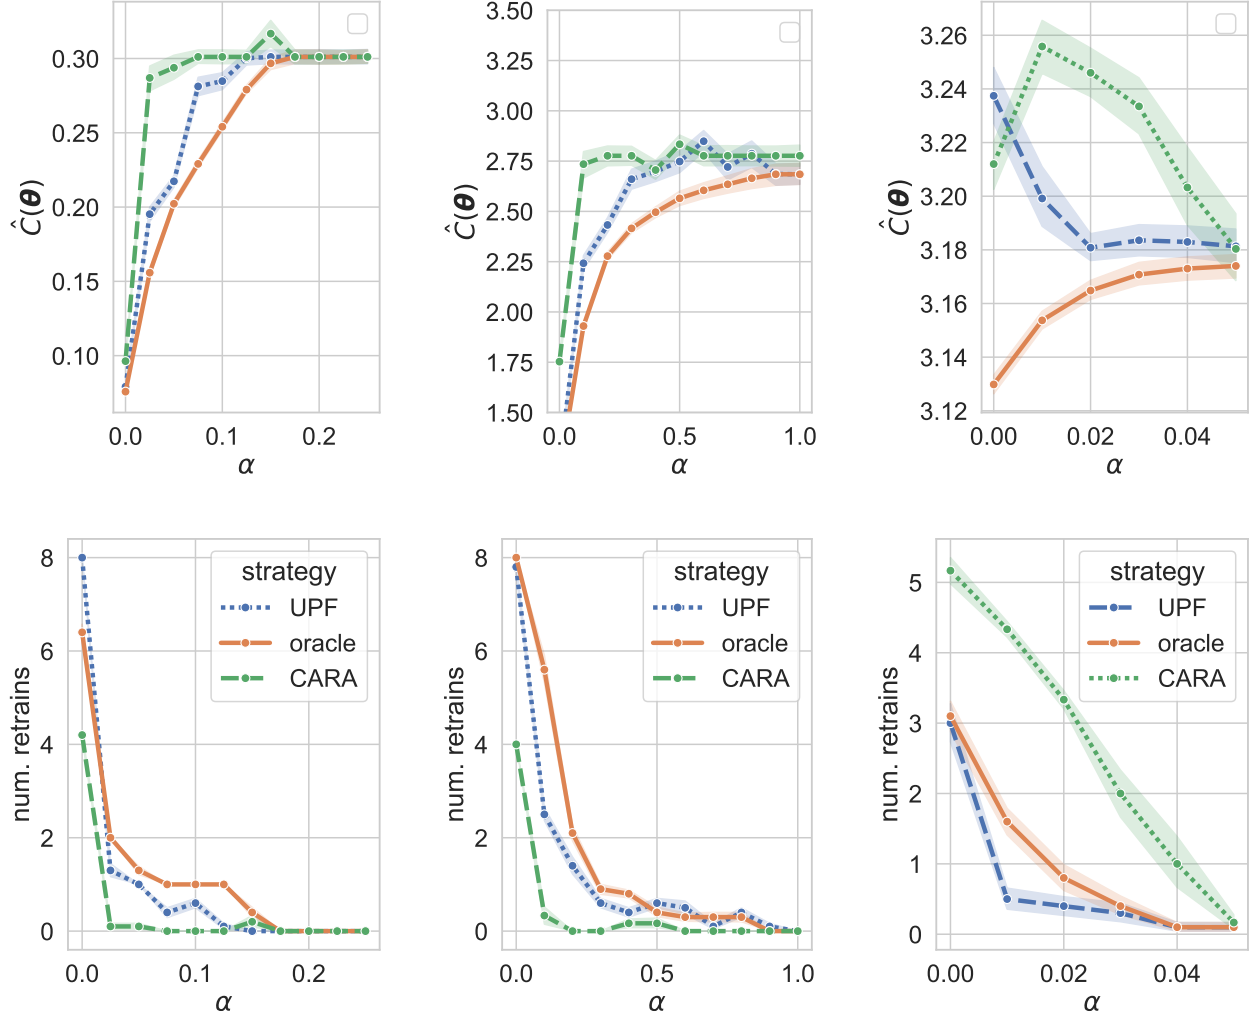 0.30
0.25
0.20
0.15
0.10
Ĉ(θ)
0.0 0.1 0.2
α
3.50
3.25
3.00
2.75
2.50
2.25
2.00
1.75
1.50
Ĉ(θ)
0.0 0.5 1.0
α
3.26
3.24
3.22
3.20
3.18
3.16
3.14
3.12
Ĉ(θ)
0.00 0.02 0.04
α
8
6
4
2
0
num. retrains
strategy
UPF
oracle
CARA
0.0 0.1 0.2
α
8
6
4
2
0
num. retrains
strategy
UPF
oracle
CARA
0.0 0.5 1.0
α
5
4
3
2
1
0
num. retrains
strategy
UPF
oracle
CARA
0.00 0.02 0.04
α